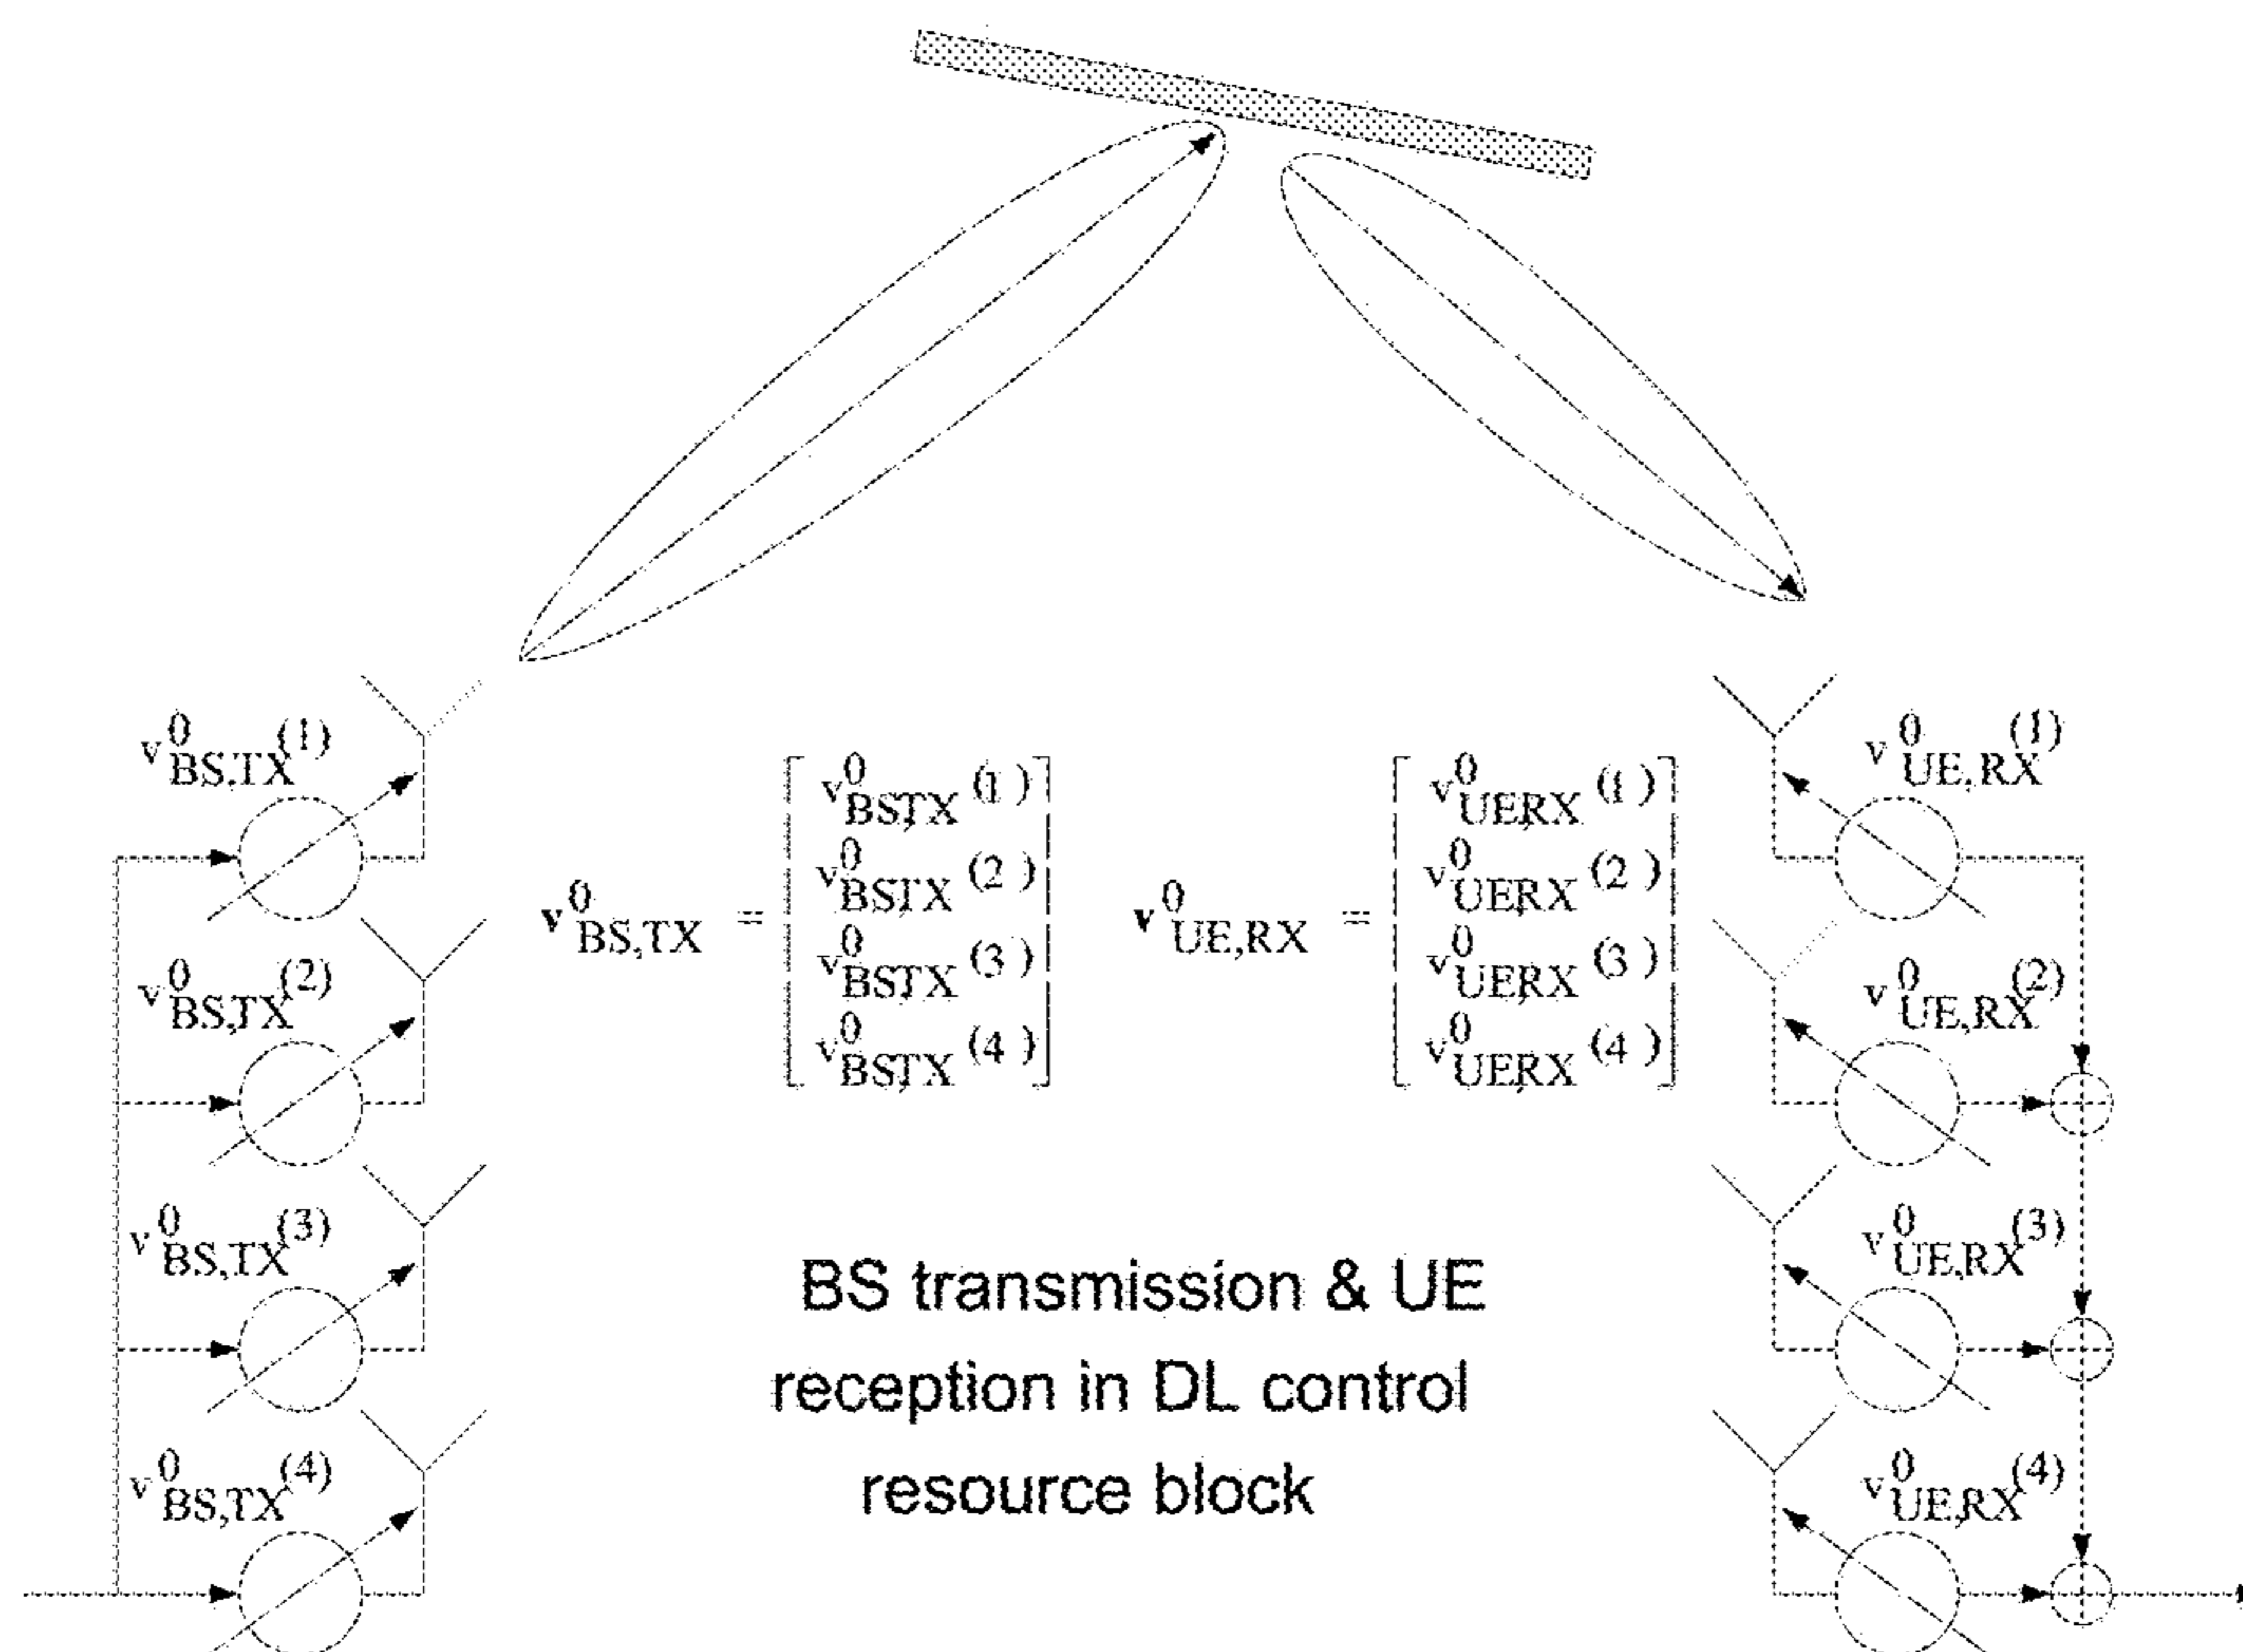 v⁰BS,TX(1)
v⁰BS,TX(2)
v⁰BS,TX(3)
v⁰BS,TX(4)
v⁰BS,TX = [ v⁰BS,TX (1)
v⁰BS,TX (2)
v⁰BS,TX (3)
v⁰BS,TX (4) ]
v⁰UE,RX = [ v⁰UE,RX (1)
v⁰UE,RX (2)
v⁰UE,RX (3)
v⁰UE,RX (4) ]
BS transmission & UE
reception in DL control
resource block
v⁰UE,RX(1)
v⁰UE,RX(2)
v⁰UE,RX(3)
v⁰UE,RX(4)